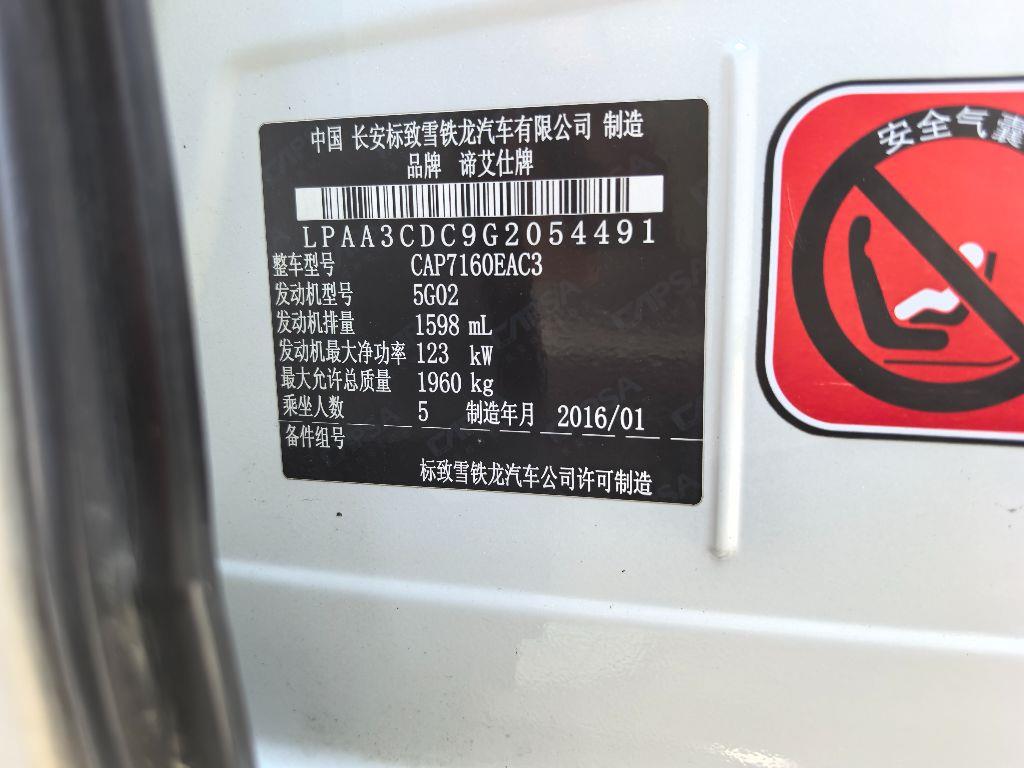 中国 长安标致雪铁龙汽车有限公司 制造
品牌 谛艾仕牌
LPAA3CDC9G2054491
整车型号 CAP7160EAC3
发动机型号 5G02
发动机排量 1598 mL
发动机最大净功率 123 kW
最大允许总质量 1960 kg
乘坐人数 5 制造年月 2016/01
备件组号
标致雪铁龙汽车公司许可制造
安全气囊